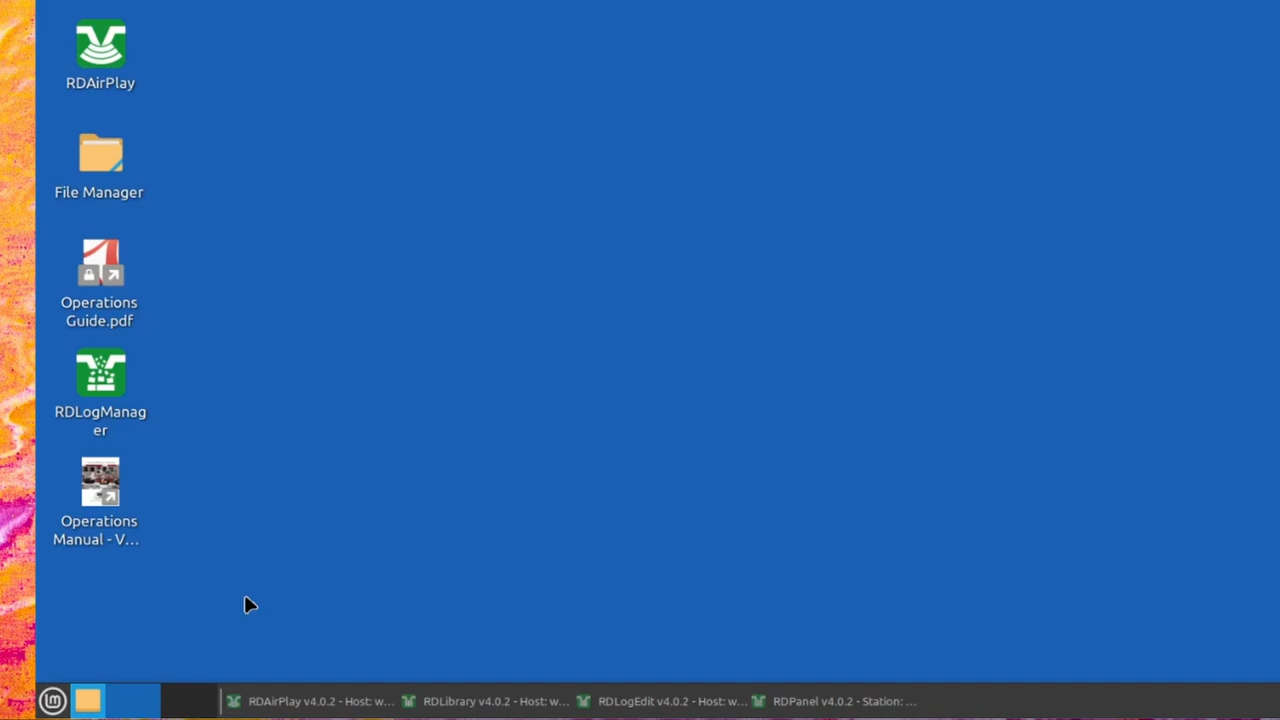 RDAirPlay
File Manager
Operations
Guide.pdf
RDLogManag
er
Operations
Manual - V...
RDAirPlay v4.0.2 - Host: w...
RDLibrary v4.0.2 - Host: w...
RDLogEdit v4.0.2 - Host: w...
RDPanel v4.0.2 - Station: ...